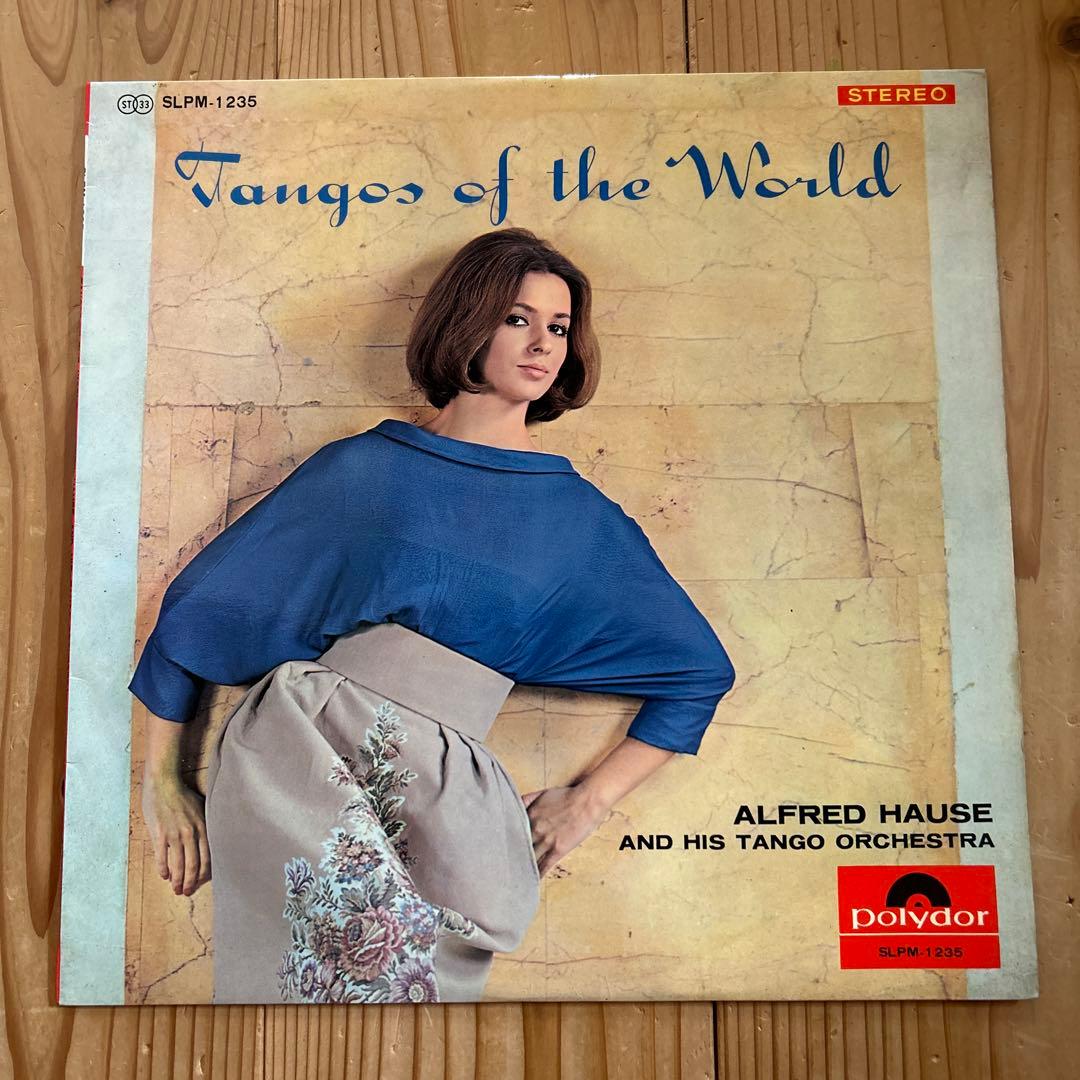 ST 33 SLPM-1235
STEREO
Tangos of the World
ALFRED HAUSE
AND HIS TANGO ORCHESTRA
polydor
SLPM-1235